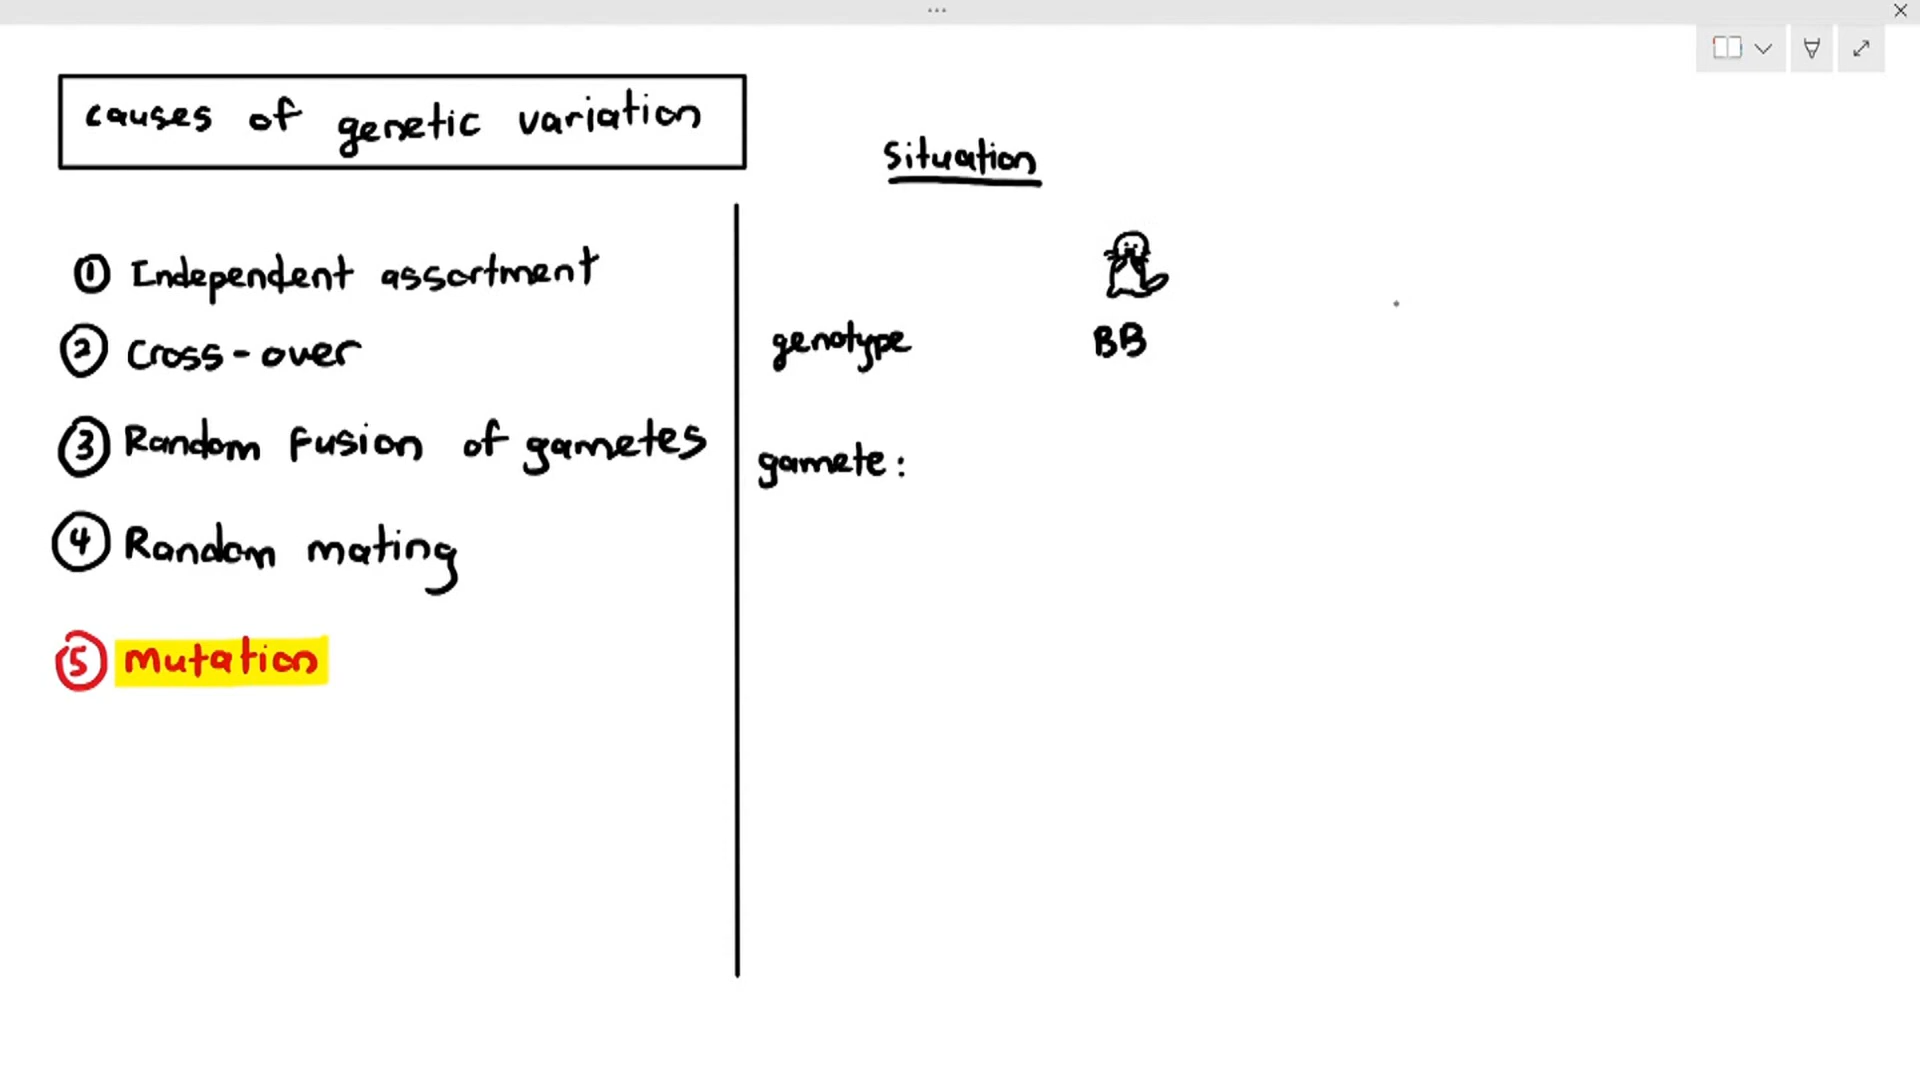 causes of genetic variation
situation
① Independent assortment
② Cross-over
③ Random fusion of gametes
④ Random mating
⑤ mutation
genotype BB
gamete: